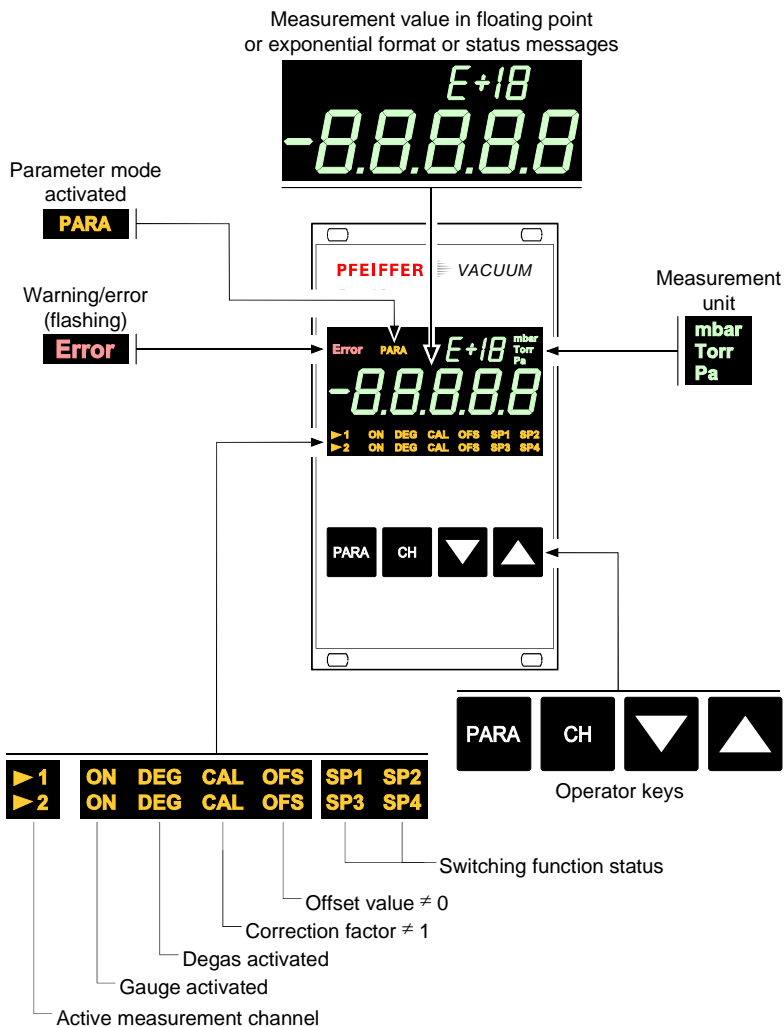 Measurement value in floating point
or exponential format or status messages
E+18
-8.8.8.8.8
Parameter mode
activated
PARA
PFEIFFER VACUUM
Measurement
unit
mbar
Torr
Pa
Warning/error
(flashing)
Error
Error PARA E+18 mbar
Torr
Pa
-8.8.8.8.8
►1 ON DEG CAL OFS SP1 SP2
►2 ON DEG CAL OFS SP3 SP4
PARA CH ▼ ▲
PARA CH ▼ ▲
Operator keys
►1 ON DEG CAL OFS SP1 SP2
►2 ON DEG CAL OFS SP3 SP4
Switching function status
Offset value ≠ 0
Correction factor ≠ 1
Degas activated
Gauge activated
Active measurement channel